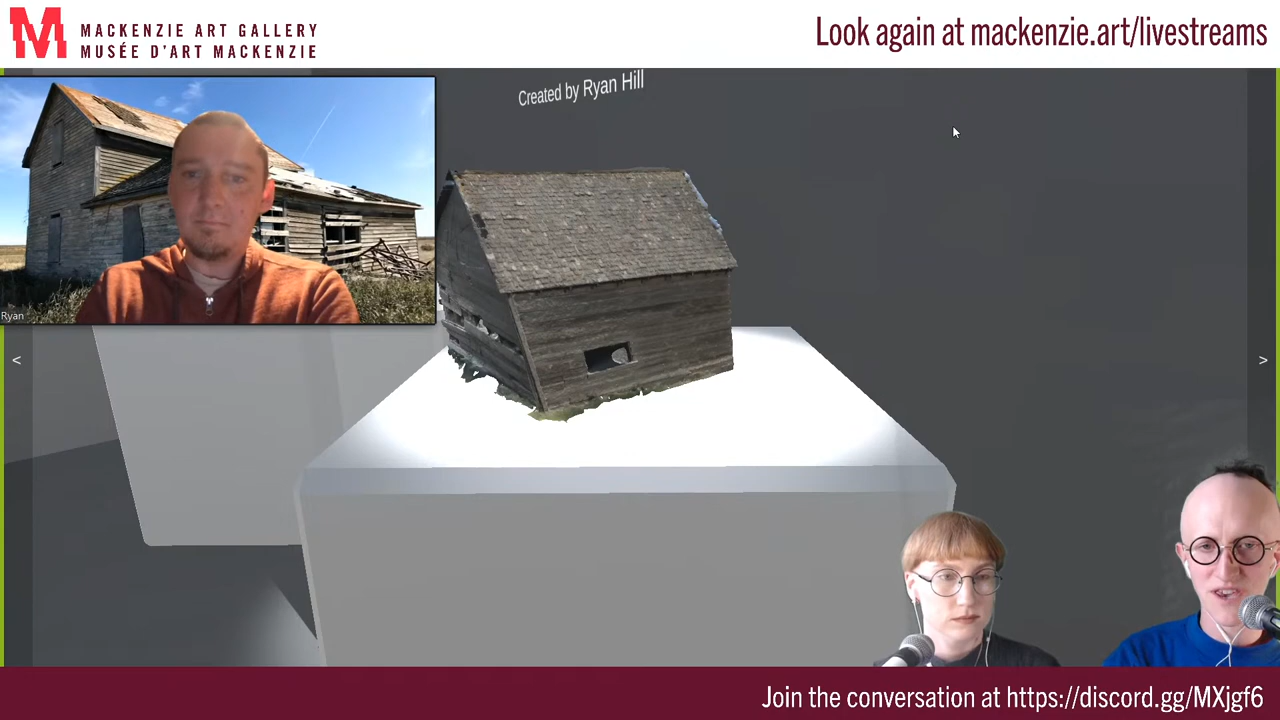 MACKENZIE ART GALLERY
MUSÉE D'ART MACKENZIE
Look again at mackenzie.art/livestreams
Created by Ryan Hill
Ryan
<
>
Join the conversation at https://discord.gg/MXjgf6